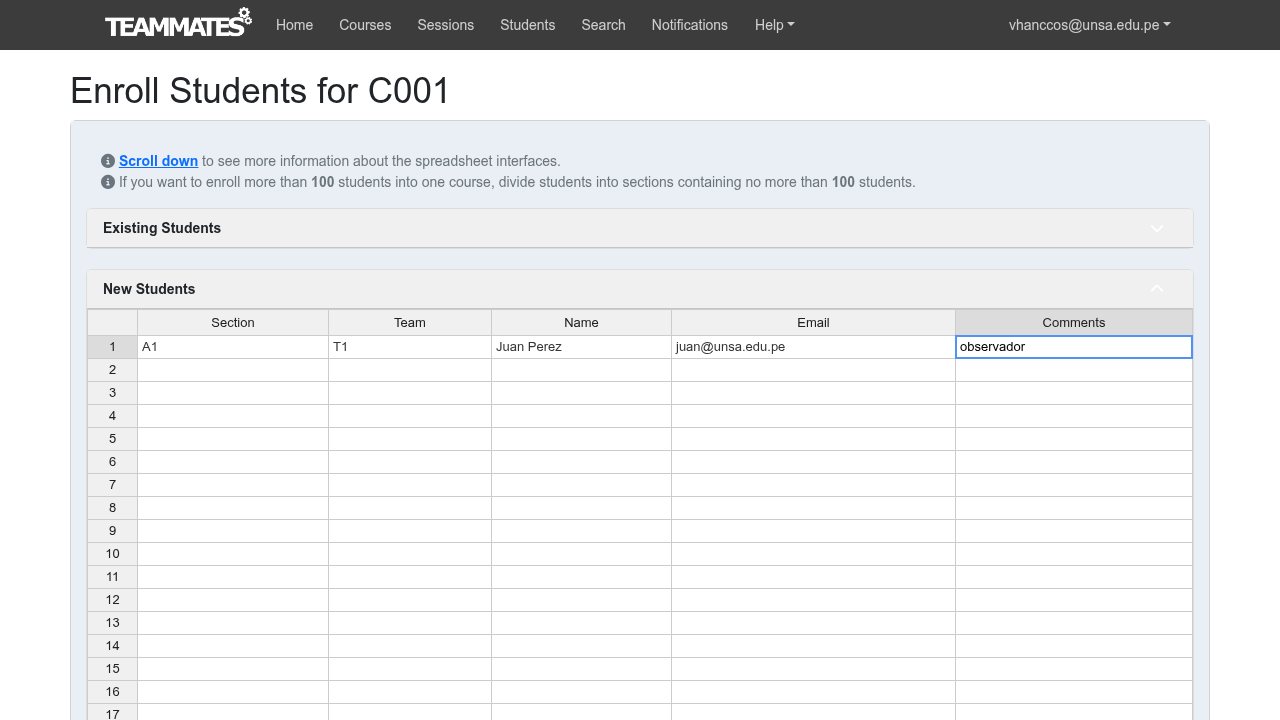 TEAMMATES Home Courses Sessions Students Search Notifications Help vhanccos@unsa.edu.pe
Enroll Students for C001
Scroll down to see more information about the spreadsheet interfaces.
If you want to enroll more than 100 students into one course, divide students into sections containing no more than 100 students.
Existing Students
New Students
Section Team Name Email Comments
1 A1 T1 Juan Perez juan@unsa.edu.pe observador
2
3
4
5
6
7
8
9
10
11
12
13
14
15
16
17